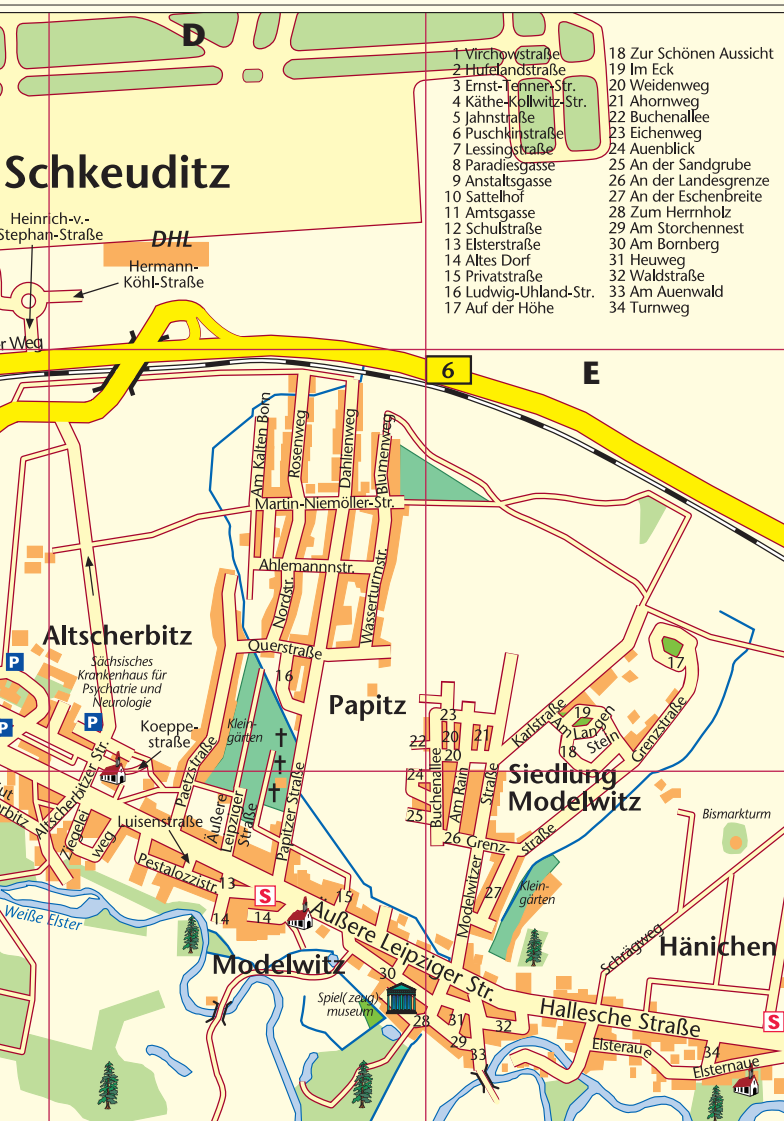 D
1 Virchowstraße
2 Hufelandstraße
3 Ernst-Tenner-Str.
4 Käthe-Kollwitz-Str.
5 Jahnstraße
6 Puschkinstraße
7 Lessingstraße
8 Paradiesgasse
9 Anstaltsgasse
10 Sattelhof
11 Amtsgasse
12 Schulstraße
13 Elsterstraße
14 Altes Dorf
15 Privatstraße
16 Ludwig-Uhland-Str.
17 Auf der Höhe
18 Zur Schönen Aussicht
19 Im Eck
20 Weidenweg
21 Ahornweg
22 Buchenallee
23 Eichenweg
24 Auenblick
25 An der Sandgrube
26 An der Landesgrenze
27 An der Eschenbreite
28 Zum Herrnholz
29 Am Storchennest
30 Am Bornberg
31 Heuweg
32 Waldstraße
33 Am Auenwald
34 Turnweg
Schkeuditz
Heinrich-v.-
Stephan-Straße
DHL
Hermann-
Köhl-Straße
r Weg
6
E
Am Kalten Born
Rosenweg
Dahlienweg
Blumenweg
Martin-Niemöller-Str.
Ahlemannnstr.
Nordstr.
Wasserturmstr.
Querstraße
16
Altscherbitz
Sächsisches
Krankenhaus für
Psychatrie und
Neurologie
P
P
P
Koeppe-
straße
Klein-
gärten
Papitz
17
19
Am
Langen
Stein
18
Karlstraße
Grenzstraße
23
22
20
21
20
24
25
Buchenallee
Am Rain
Straße
Siedlung
Modelwitz
26
Grenz-
straße
Modelwitzer
27
Klein-
gärten
Bismarkturm
Paetzstraße
Äußere
Leipziger
Straße
Papitzer Straße
Altscherbitzer Str.
Ziegelei
weg
ut
erbitz
Luisenstraße
Pestalozzistr.
13
S
14
14
15
Weiße Elster
Modelwitz
Äußere Leipziger Str.
Schrägweg
Hänichen
30
Spiel(zeug)
museum
28
31
29
32
33
Hallesche Straße
S
Elsteraue
34
Elsternaue